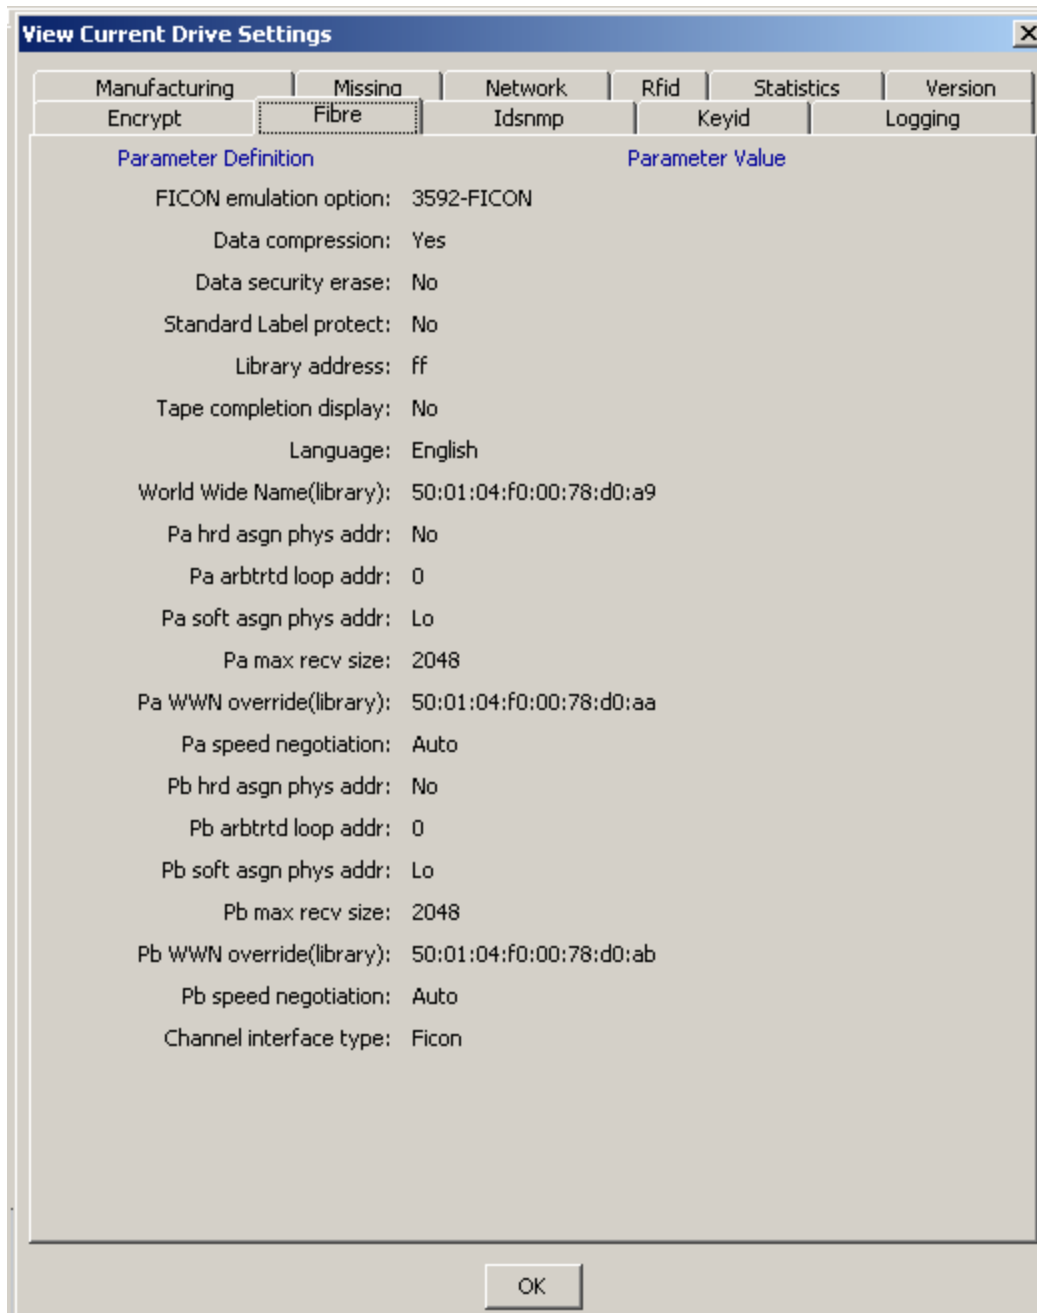 View Current Drive Settings
Manufacturing Missing Network Rfid Statistics Version
Encrypt Fibre Idsnmp Keyid Logging
Parameter Definition Parameter Value
FICON emulation option: 3592-FICON
Data compression: Yes
Data security erase: No
Standard Label protect: No
Library address: ff
Tape completion display: No
Language: English
World Wide Name(library): 50:01:04:f0:00:78:d0:a9
Pa hrd asgn phys addr: No
Pa arbtrtd loop addr: 0
Pa soft asgn phys addr: Lo
Pa max recv size: 2048
Pa WWN override(library): 50:01:04:f0:00:78:d0:aa
Pa speed negotiation: Auto
Pb hrd asgn phys addr: No
Pb arbtrtd loop addr: 0
Pb soft asgn phys addr: Lo
Pb max recv size: 2048
Pb WWN override(library): 50:01:04:f0:00:78:d0:ab
Pb speed negotiation: Auto
Channel interface type: Ficon
OK